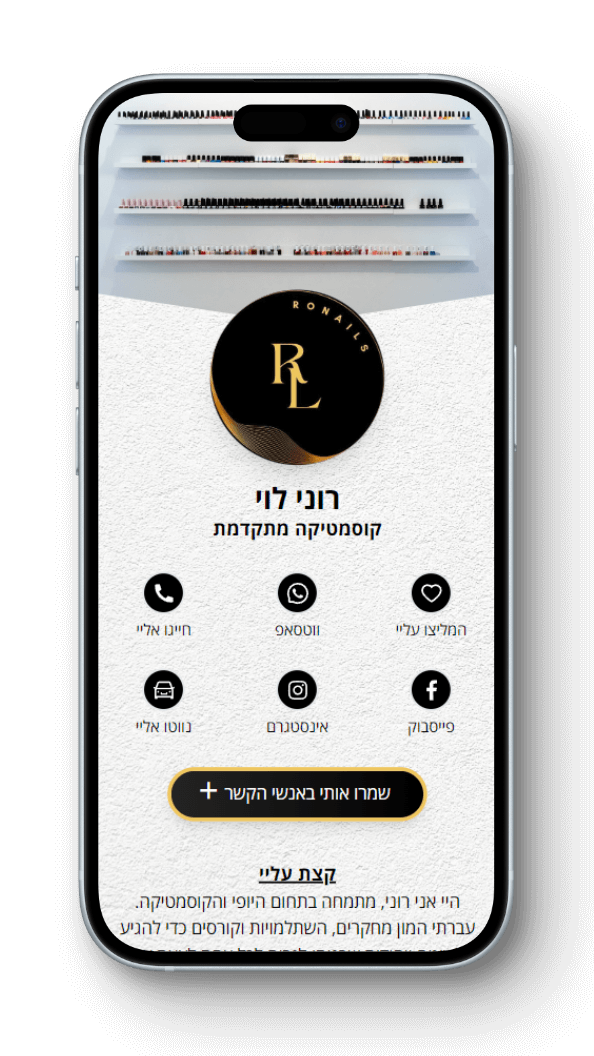 RONAILS
RL
רוני לוי
קוסמטיקה מתקדמת
המליצו עליי
ווטסאפ
חייגו אליי
פייסבוק
אינסטגרם
נווטו אליי
שמרו אותי באנשי הקשר +
קצת עליי
היי אני רוני, מתמחה בתחום היופי והקוסמטיקה.
עברתי המון מחקרים, השתלמויות וקורסים כדי להגיע